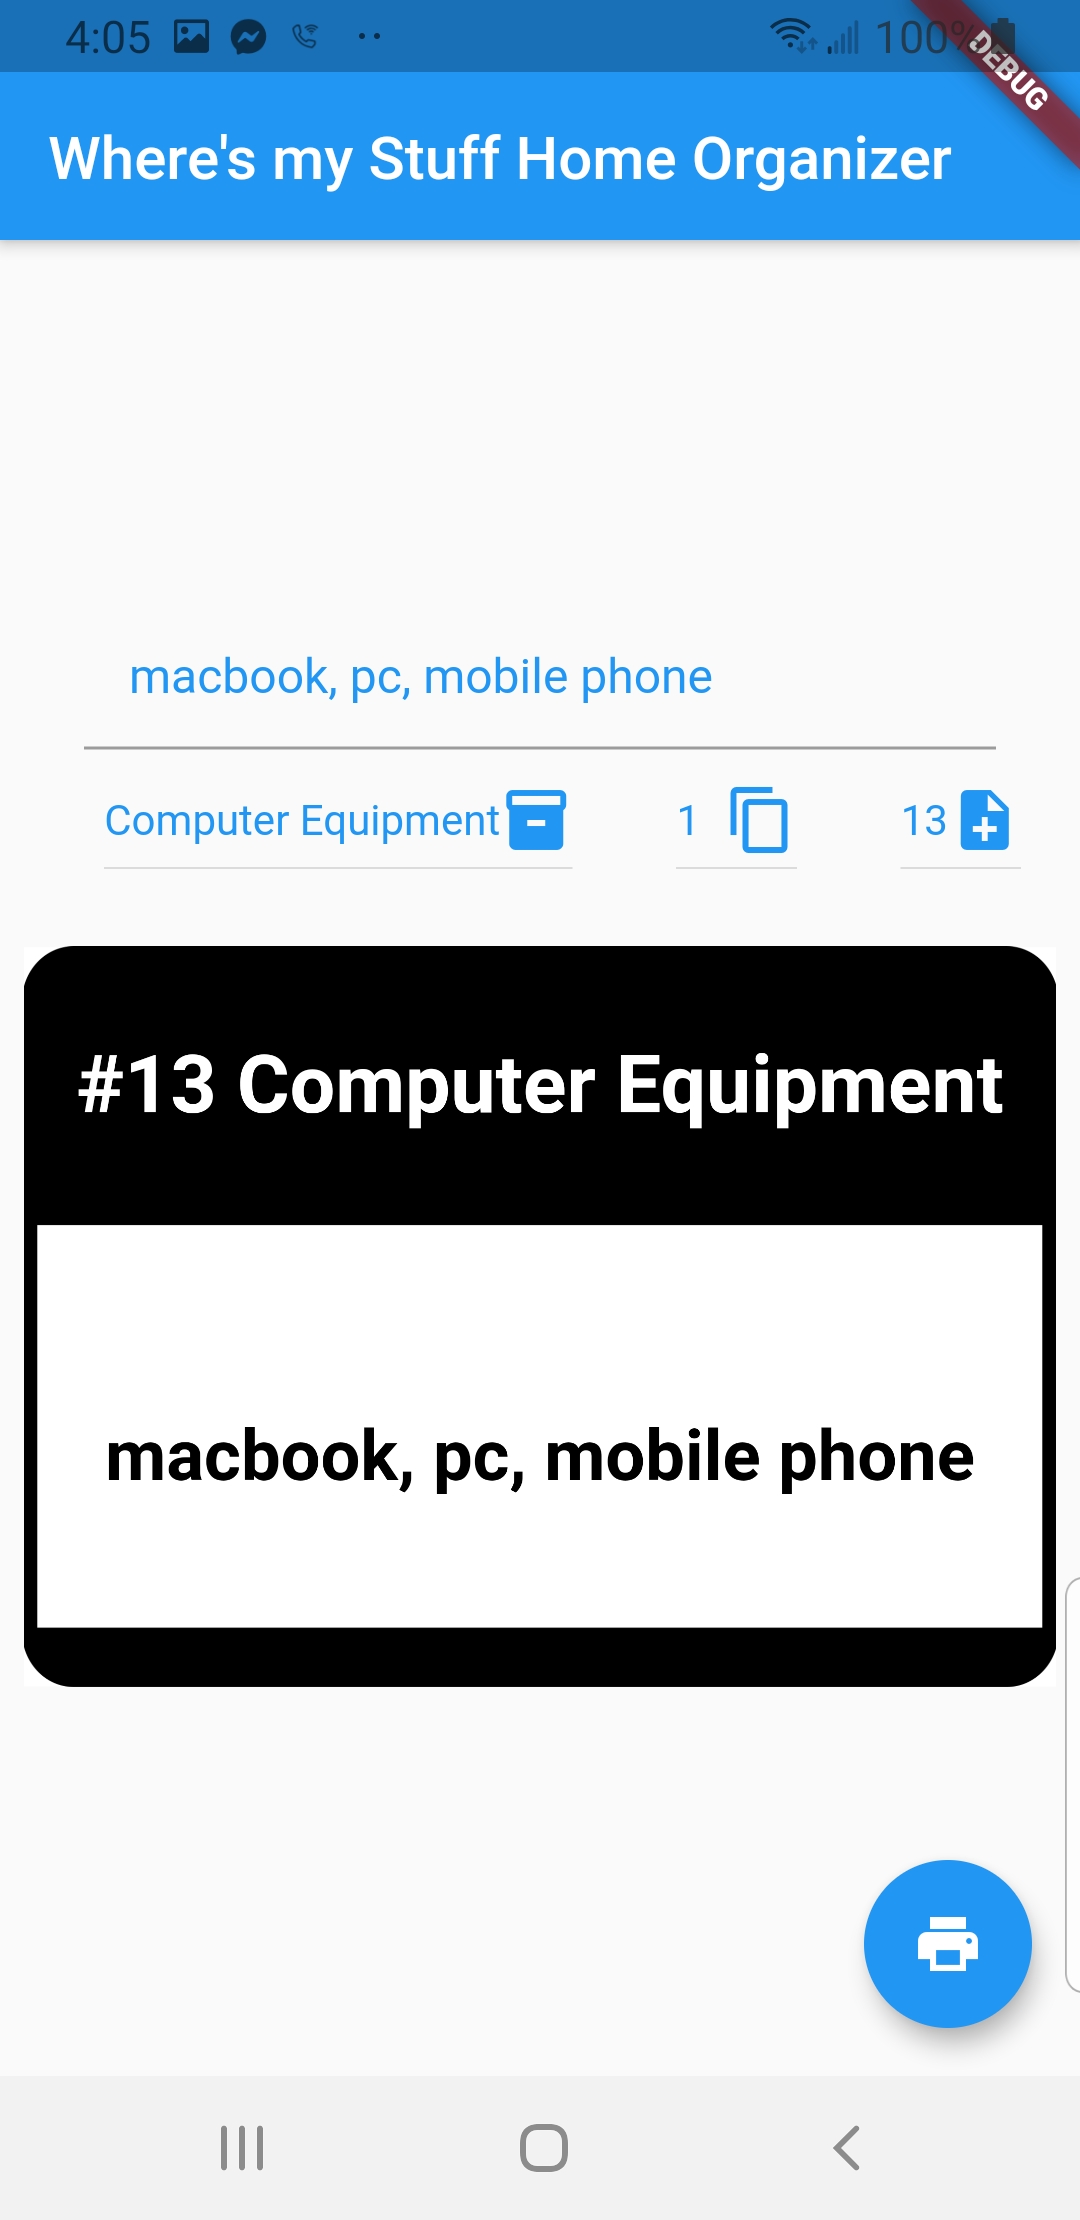 4:05 100%
DEBUG
Where's my Stuff Home Organizer
macbook, pc, mobile phone
Computer Equipment 1 13
#13 Computer Equipment
macbook, pc, mobile phone